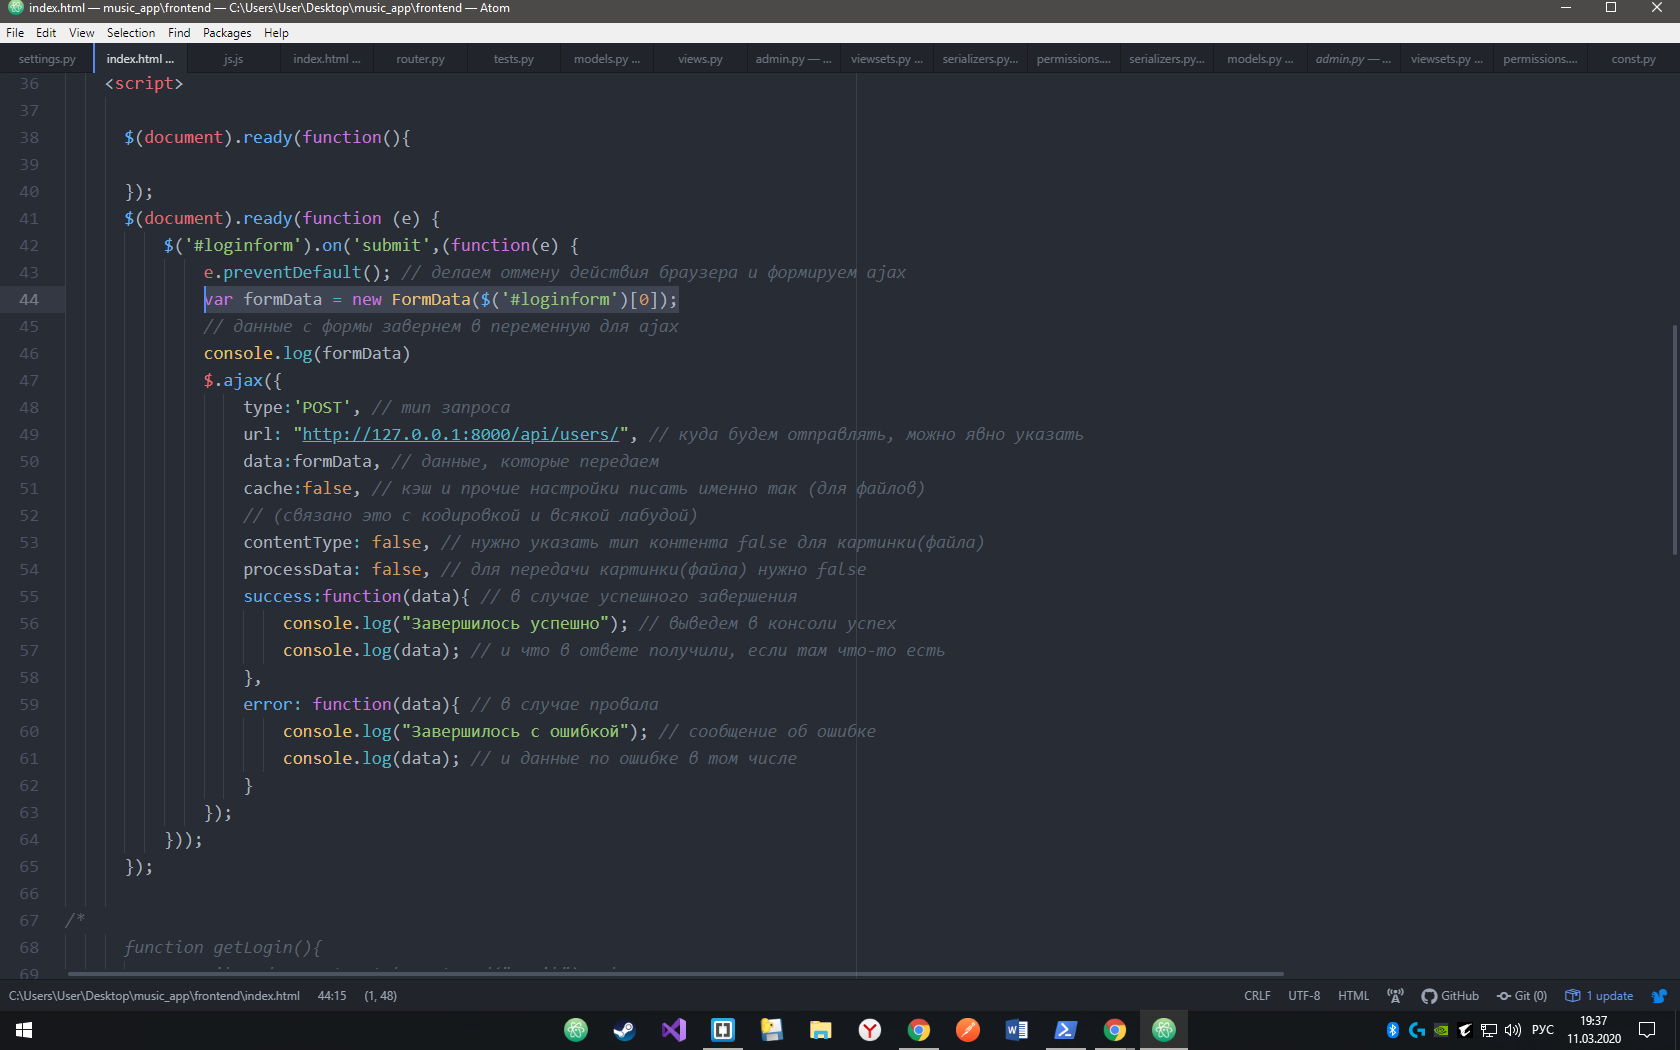 index.html — music_app\frontend — C:\Users\User\Desktop\music_app\frontend — Atom
File Edit View Selection Find Packages Help
settings.py index.html ... js.js index.html ... router.py tests.py models.py ... views.py admin.py — ... viewsets.py ... serializers.py... permissions.... serializers.py... models.py ... admin.py — ... viewsets.py ... permissions.... const.py
36 <script>
37
38 $(document).ready(function(){
39
40 });
41 $(document).ready(function (e) {
42 $('#loginform').on('submit',(function(e) {
43 e.preventDefault(); // делаем отмену действия браузера и формируем ajax
44 var formData = new FormData($('#loginform')[0]);
45 // данные с формы завернем в переменную для ajax
46 console.log(formData)
47 $.ajax({
48 type:'POST', // тип запроса
49 url: "http://127.0.0.1:8000/api/users/", // куда будем отправлять, можно явно указать
50 data:formData, // данные, которые передаем
51 cache:false, // кэш и прочие настройки писать именно так (для файлов)
52 // (связано это с кодировкой и всякой лабудой)
53 contentType: false, // нужно указать тип контента false для картинки(файла)
54 processData: false, // для передачи картинки(файла) нужно false
55 success:function(data){ // в случае успешного завершения
56 console.log("Завершилось успешно"); // выведем в консоли успех
57 console.log(data); // и что в ответе получили, если там что-то есть
58 },
59 error: function(data){ // в случае провала
60 console.log("Завершилось с ошибкой"); // сообщение об ошибке
61 console.log(data); // и данные по ошибке в том числе
62 }
63 });
64 }));
65 });
66
67 /*
68 function getLogin(){
69
C:\Users\User\Desktop\music_app\frontend\index.html 44:15 (1, 48) CRLF UTF-8 HTML GitHub Git (0) 1 update
РУС 19:37
11.03.2020